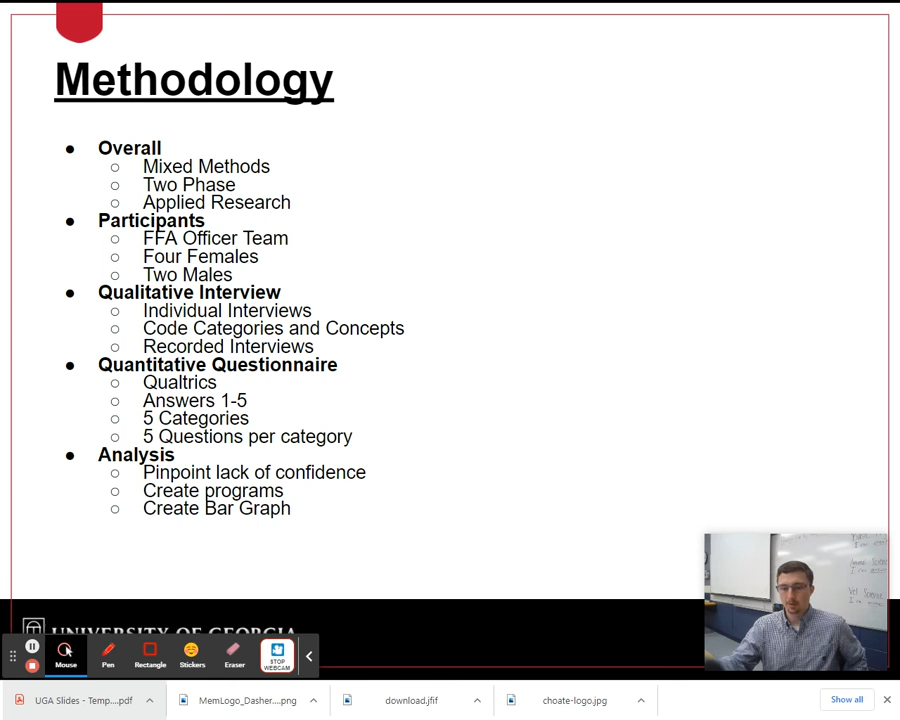 Methodology
● Overall
○ Mixed Methods
○ Two Phase
○ Applied Research
● Participants
○ FFA Officer Team
○ Four Females
○ Two Males
● Qualitative Interview
○ Individual Interviews
○ Code Categories and Concepts
○ Recorded Interviews
● Quantitative Questionnaire
○ Qualtrics
○ Answers 1-5
○ 5 Categories
○ 5 Questions per category
● Analysis
○ Pinpoint lack of confidence
○ Create programs
○ Create Bar Graph
UNIVERSITY OF GEORGIA
Mouse
Pen
Rectangle
Stickers
Eraser
STOP
WEBCAM
UGA Slides - Temp....pdf
MemLogo_Dasher....png
download.jfif
choate-logo.jpg
Show all